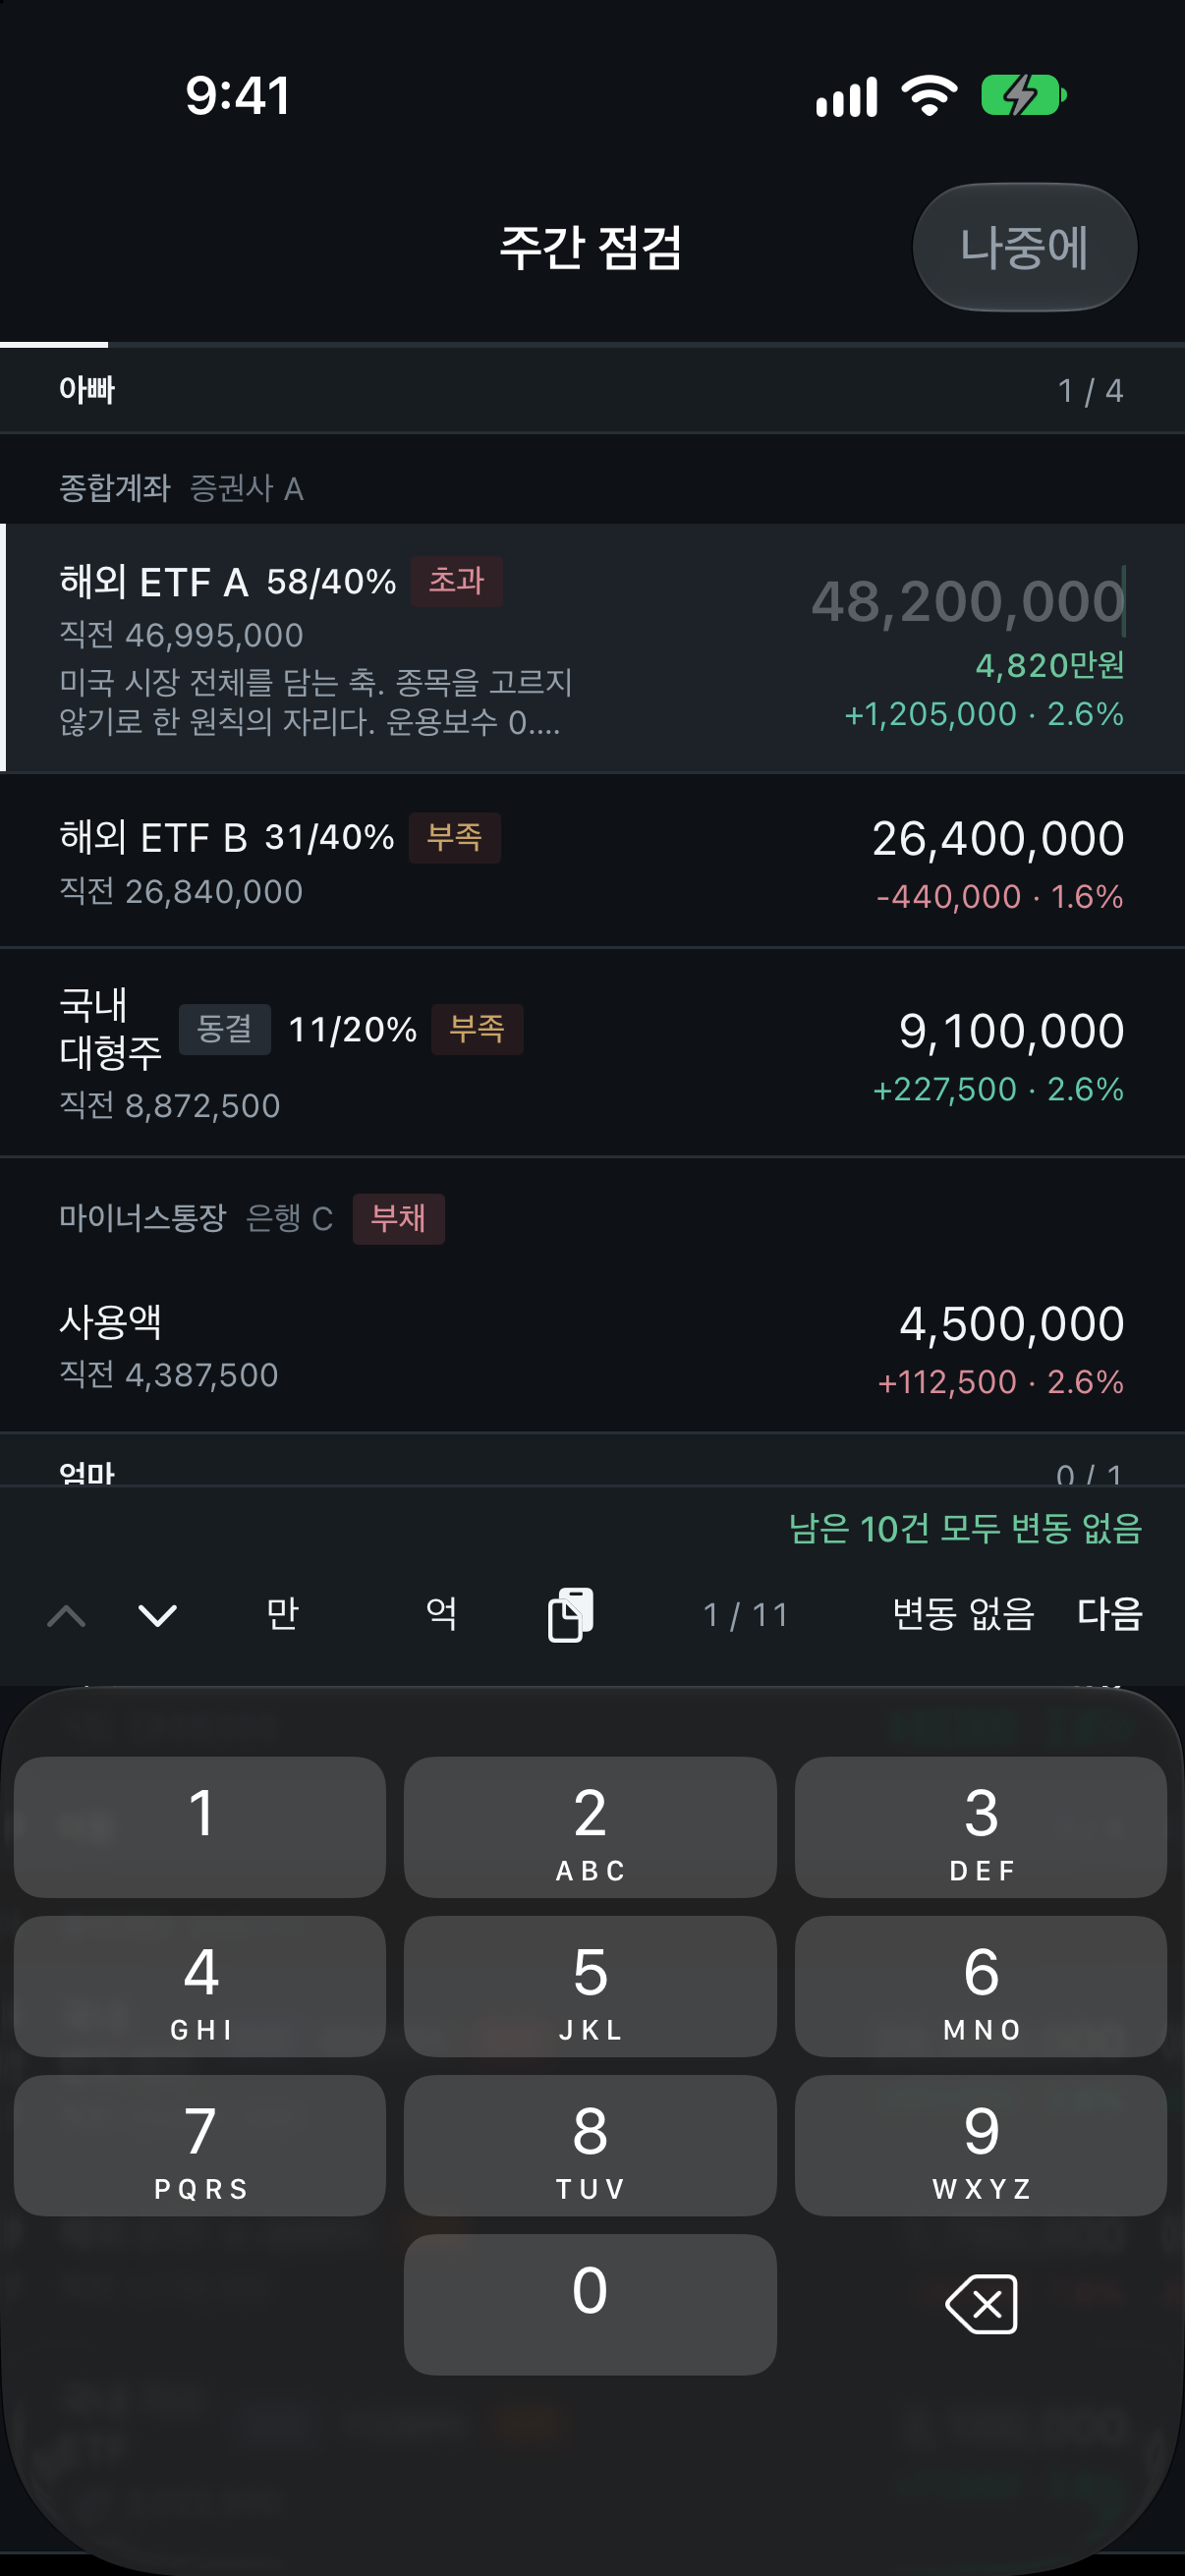 9:41
주간 점검
나중에
아빠
1 / 4
종합계좌 증권사 A
해외 ETF A 58/40% 초과
48,200,000
직전 46,995,000
4,820만원
미국 시장 전체를 담는 축. 종목을 고르지
않기로 한 원칙의 자리다. 운용보수 0....
+1,205,000 · 2.6%
해외 ETF B 31/40% 부족
26,400,000
직전 26,840,000
-440,000 · 1.6%
국내
대형주
동결 11/20% 부족
9,100,000
직전 8,872,500
+227,500 · 2.6%
마이너스통장 은행 C 부채
사용액
4,500,000
직전 4,387,500
+112,500 · 2.6%
엄마
0 / 1
남은 10건 모두 변동 없음
만 억 1 / 11 변동 없음 다음
1
2 ABC
3 DEF
4 GHI
5 JKL
6 MNO
7 PQRS
8 TUV
9 WXYZ
0